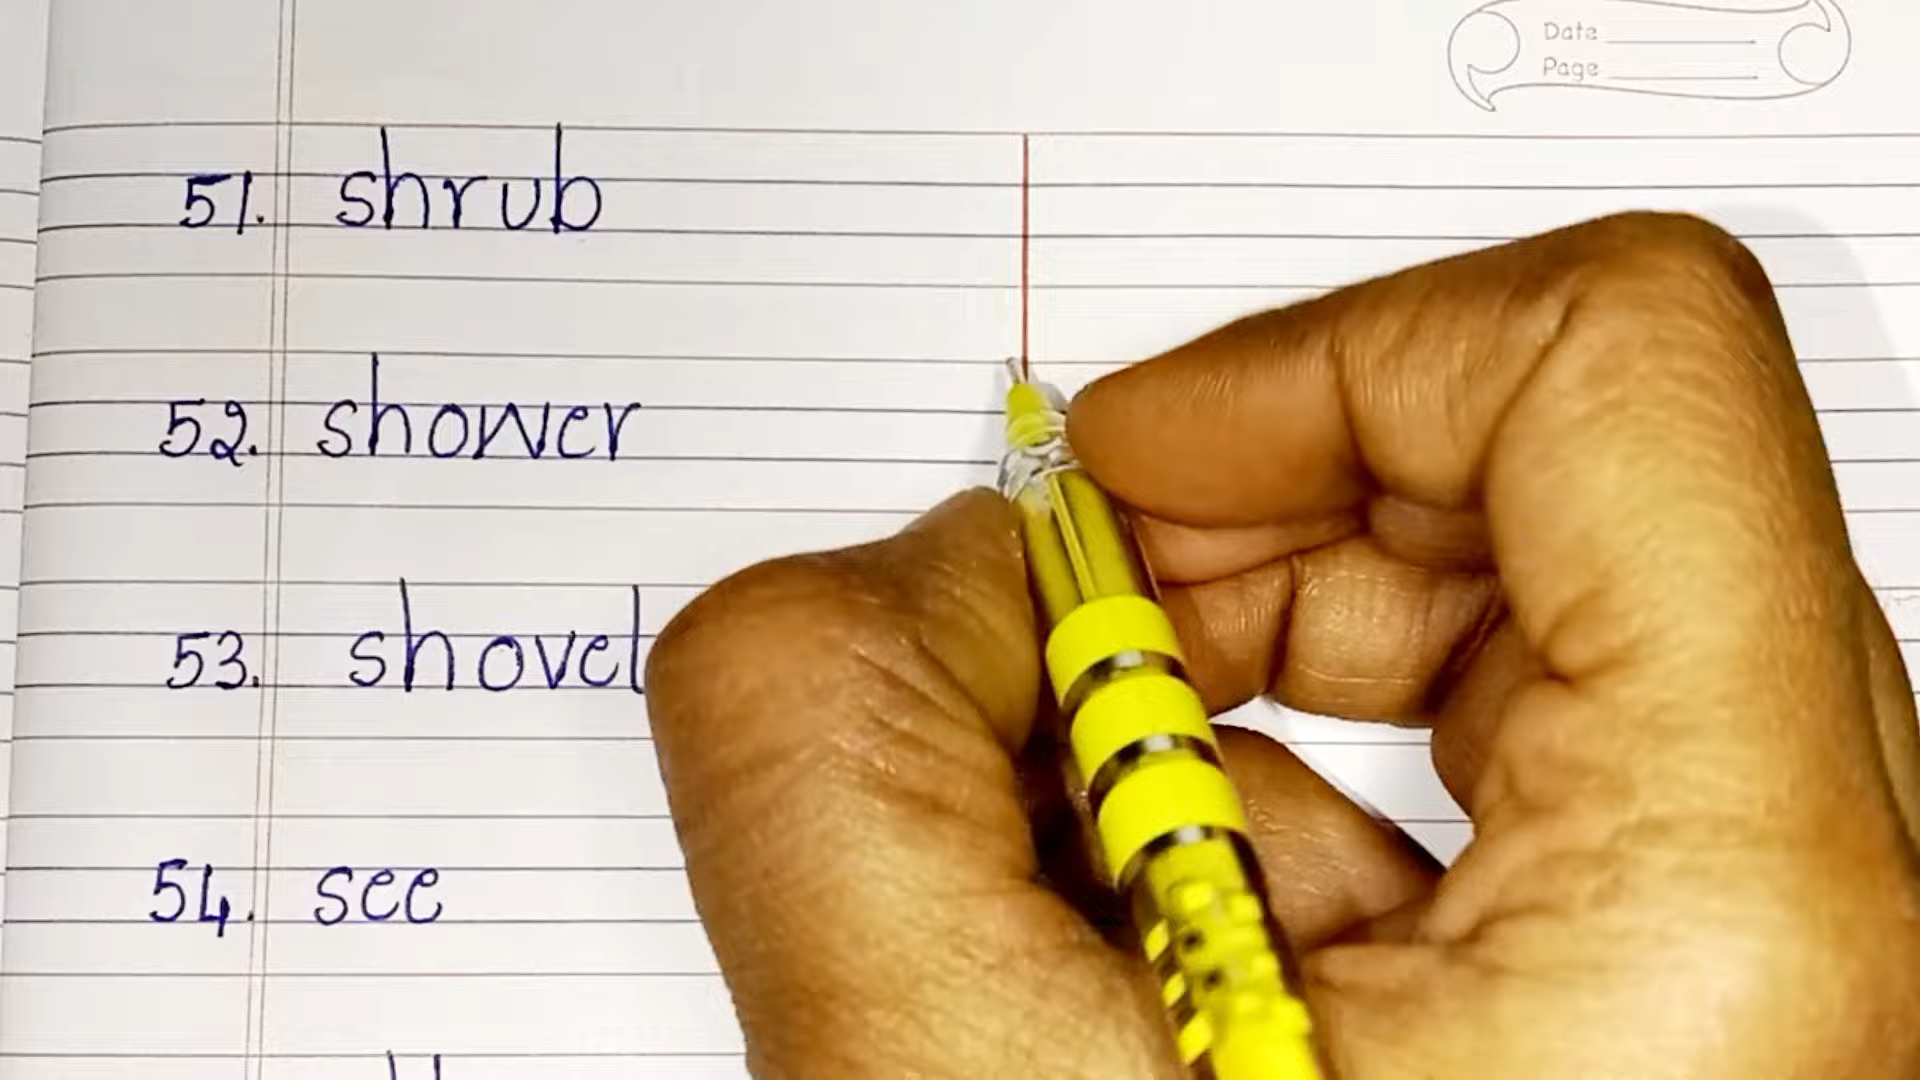 Date
Page
51. shrub
52. shower
53. shovel
54. see